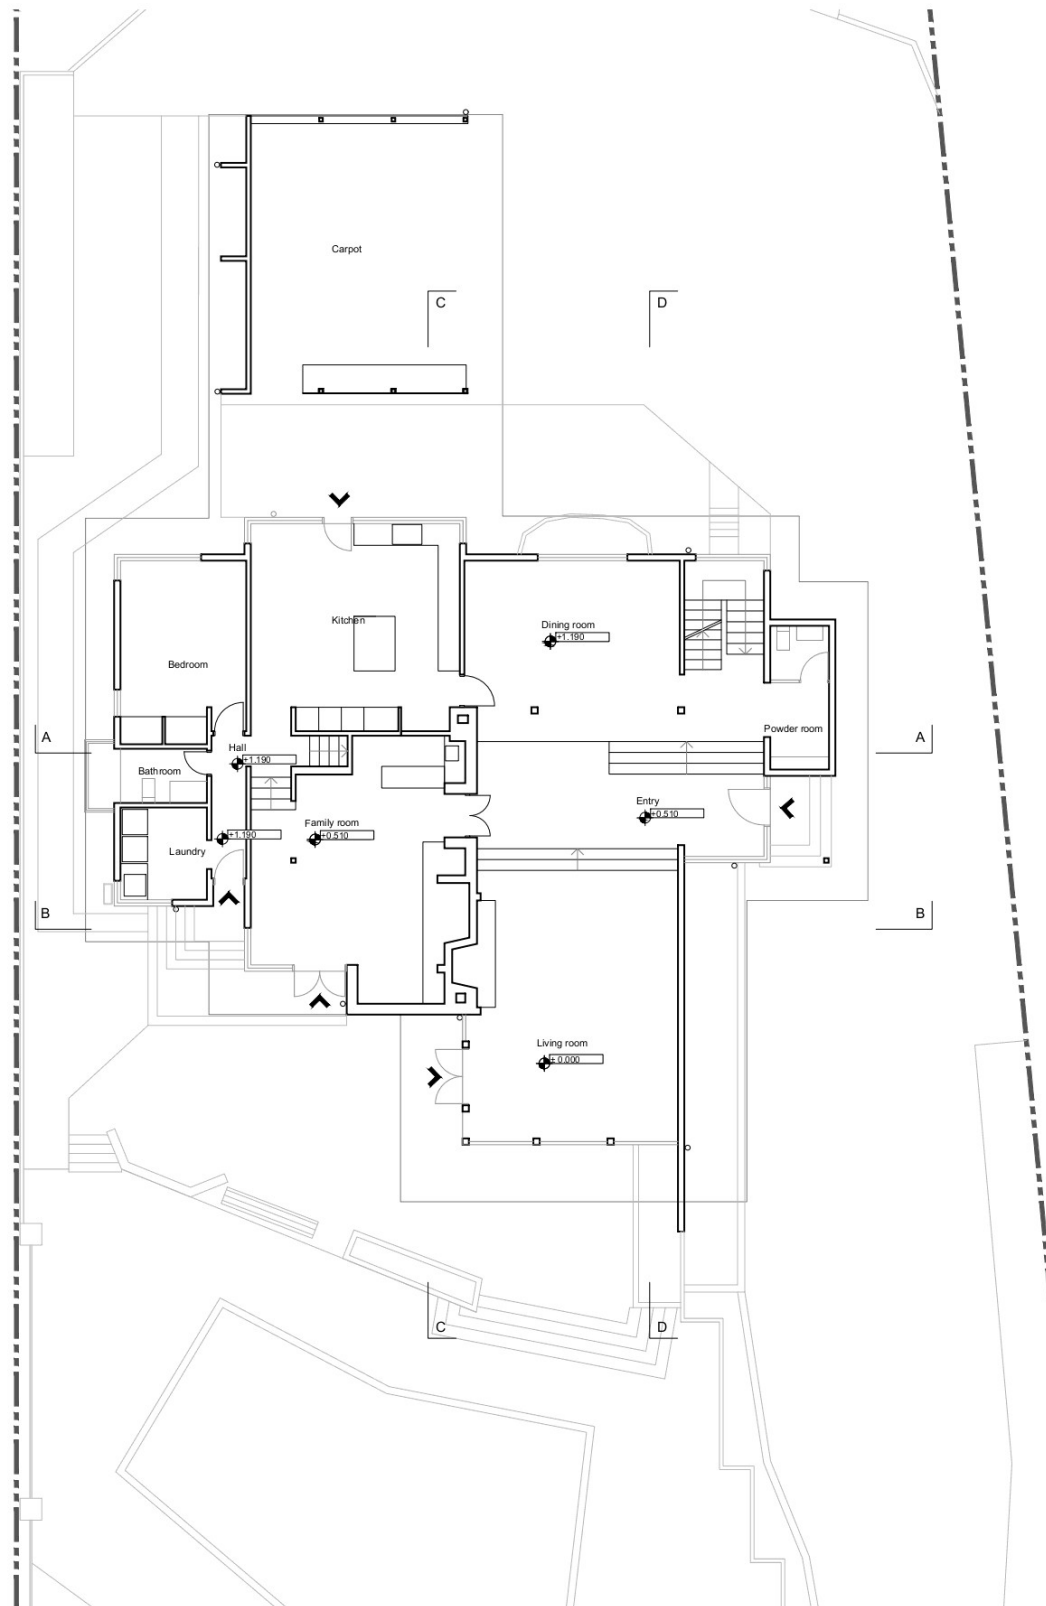 Carpot
C
D
Kitchen
Dining room
+1.190
Bedroom
A
Hall
+1.190
Powder room
A
Bathroom
Entry
+0.510
Family room
+0.510
+1.190
Laundry
B
B
Living room
± 0.000
C
D